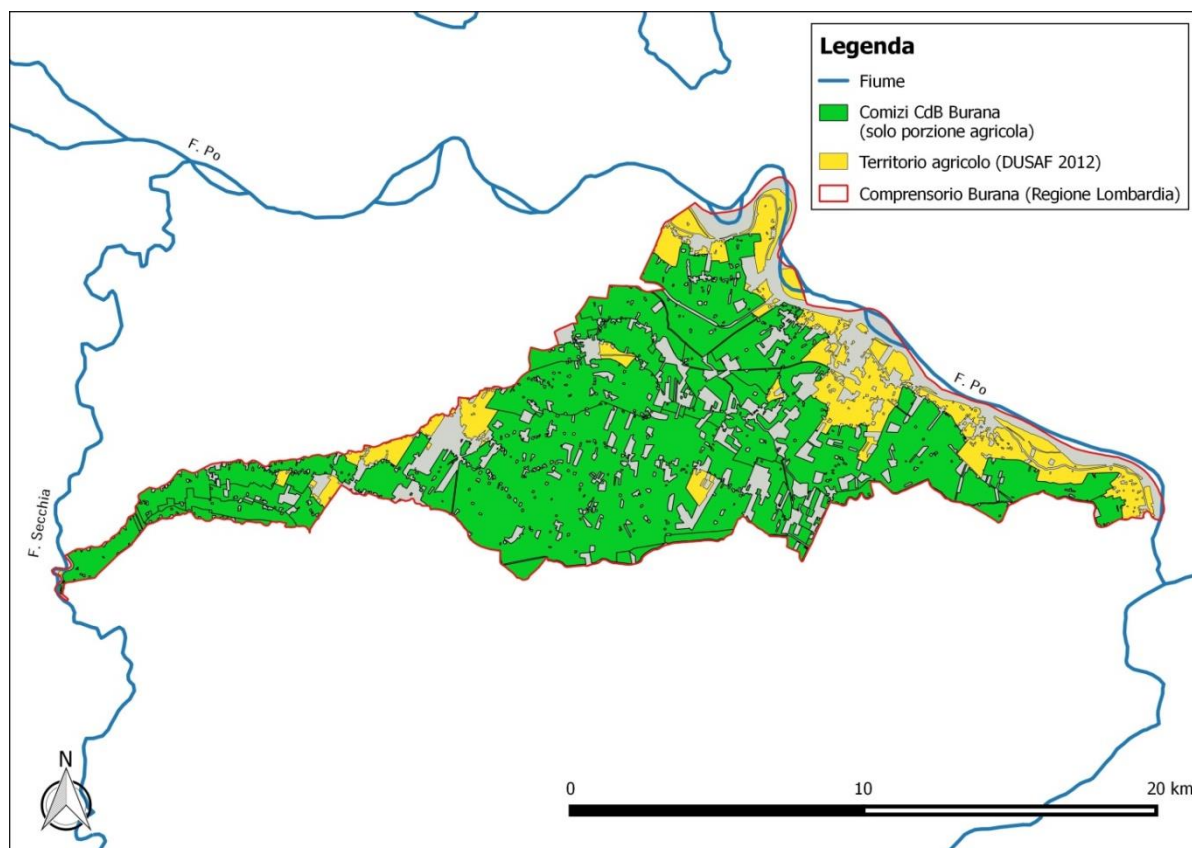 Legenda
Fiume
Comizi CdB Burana
(solo porzione agricola)
Territorio agricolo (DUSAF 2012)
Comprensorio Burana (Regione Lombardia)
F. Po
F. Po
F. Secchia
N
0 10 20 km